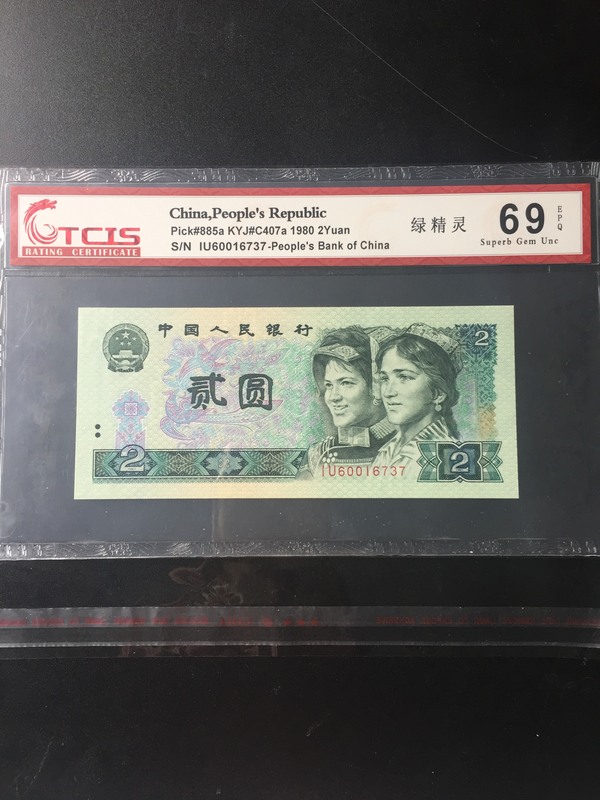 TCIS
RATING CERTIFICATE
China,People's Republic
Pick#885a KYJ#C407a 1980 2Yuan
S/N IU60016737-People's Bank of China
绿精灵
69
EPQ
Superb Gem Unc
中国人民银行
2
贰圆
2
IU60016737
2